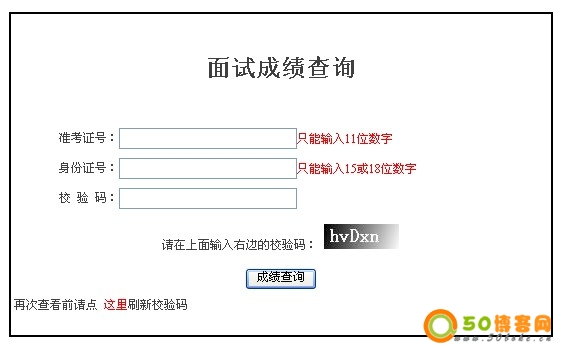 面试成绩查询
准考证号：只能输入11位数字
身份证号：只能输入15或18位数字
校 验 码：
请在上面输入右边的校验码： hvDxn
成绩查询
再次查看前请点 这里刷新校验码
50博客网